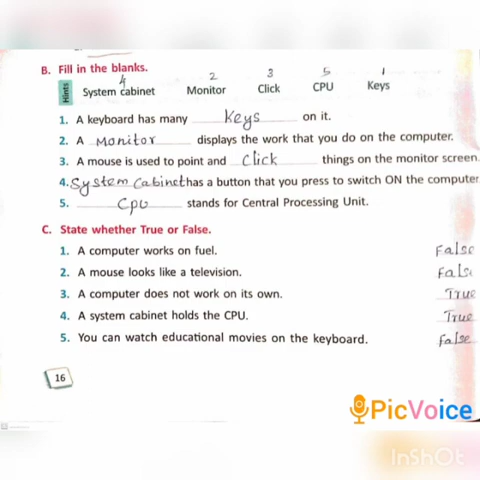 B. Fill in the blanks.
4 2 3 5 1
Hints System cabinet Monitor Click CPU Keys
1. A keyboard has many keys on it.
2. A Monitor displays the work that you do on the computer.
3. A mouse is used to point and click things on the monitor screen.
4. System Cabinet has a button that you press to switch ON the computer
5. CPU stands for Central Processing Unit.
C. State whether True or False.
1. A computer works on fuel. False
2. A mouse looks like a television. False
3. A computer does not work on its own. True
4. A system cabinet holds the CPU. True
5. You can watch educational movies on the keyboard. False
16
PicVoice
InShOt